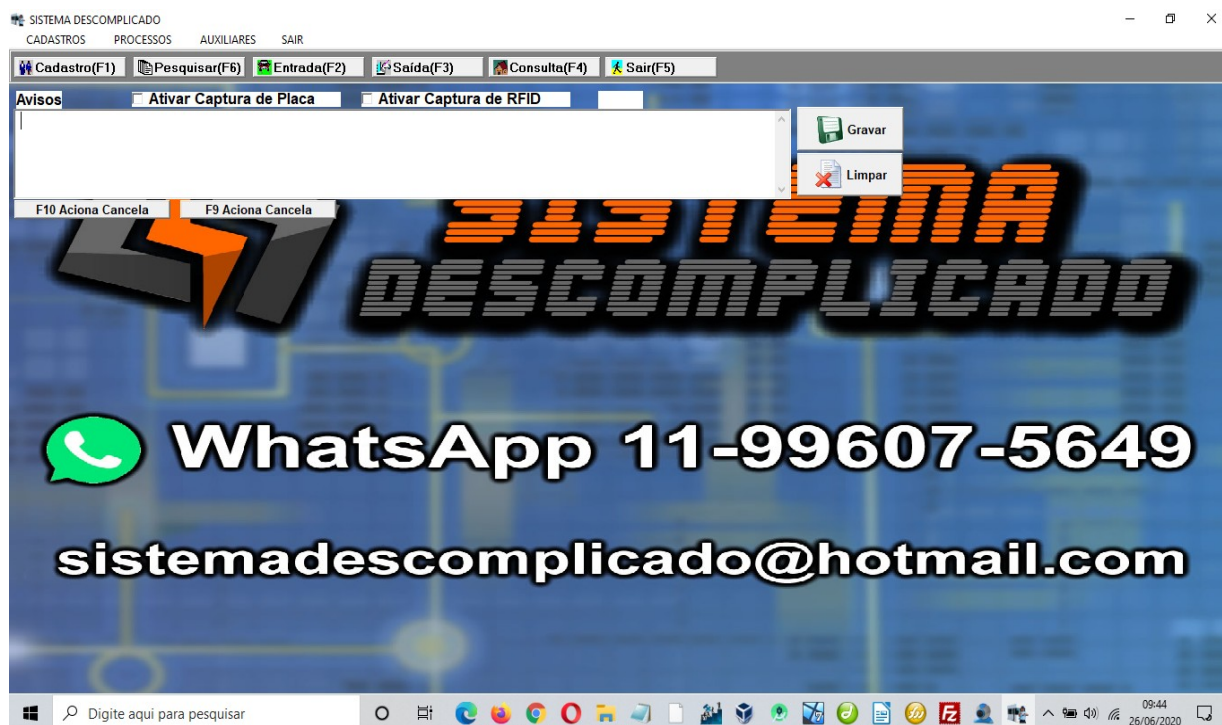 SISTEMA DESCOMPLICADO
CADASTROS PROCESSOS AUXILIARES SAIR
Cadastro(F1) Pesquisar(F6) Entrada(F2) Saída(F3) Consulta(F4) Sair(F5)
Avisos Ativar Captura de Placa Ativar Captura de RFID
Gravar
Limpar
F10 Aciona Cancela F9 Aciona Cancela
SISTEMA
DESCOMPLICADO
WhatsApp 11-99607-5649
sistemadescomplicado@hotmail.com
Digite aqui para pesquisar
09:44
26/06/2020